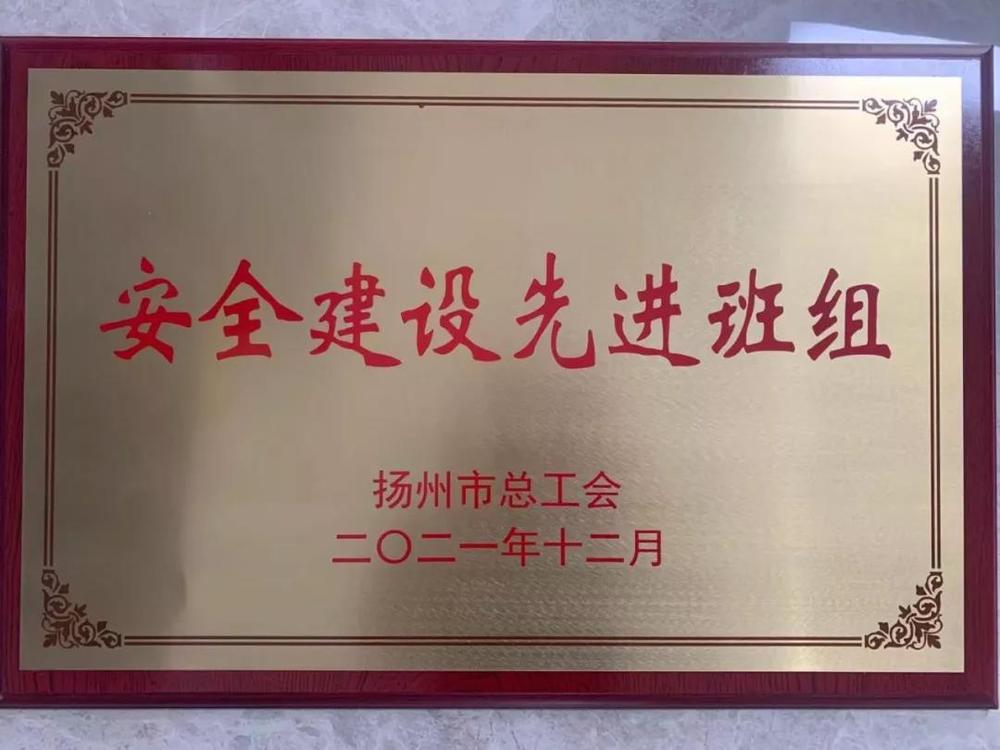 安全建设先进班组
扬州市总工会
二〇二一年十二月